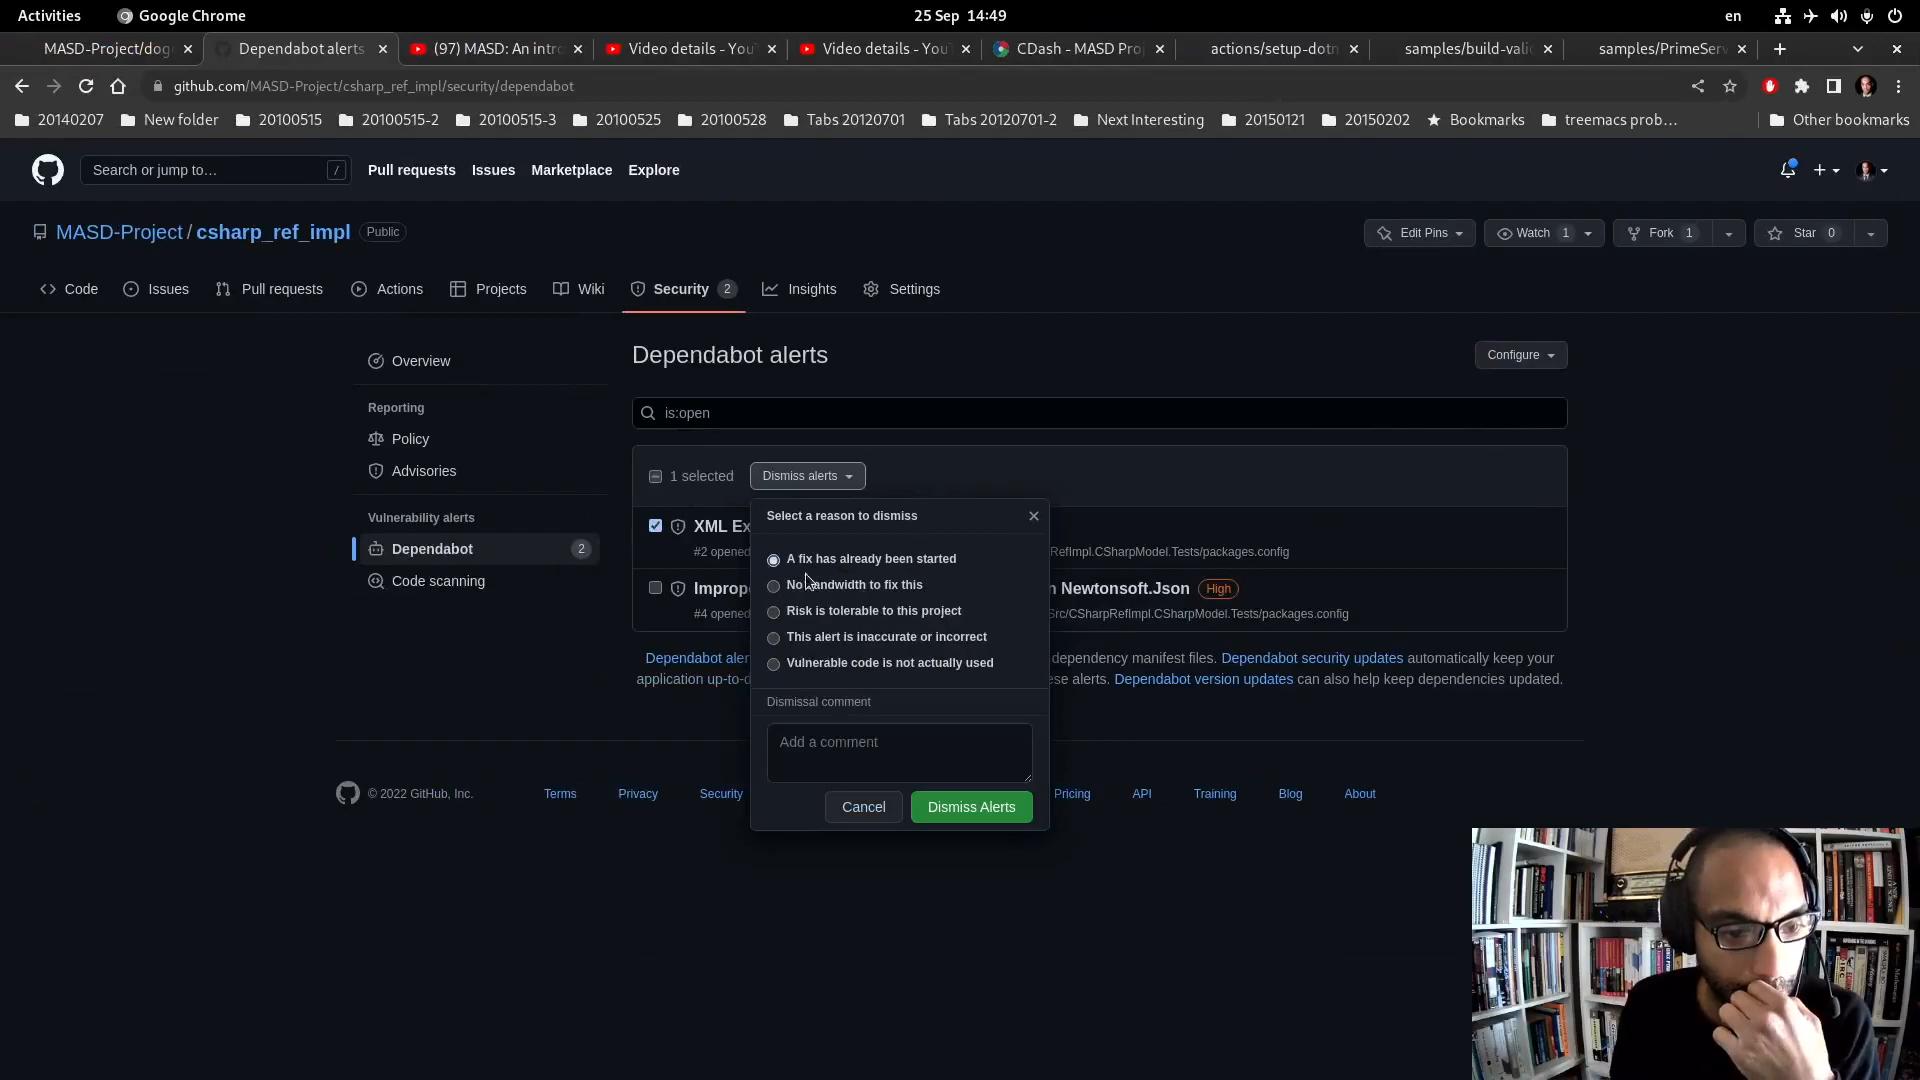 Activities Google Chrome 25 Sep 14:49 en
MASD-Project/dog Dependabot alerts (97) MASD: An intro Video details - You Video details - You CDash - MASD Proj actions/setup-dotn samples/build-vali samples/PrimeServ
github.com/MASD-Project/csharp_ref_impl/security/dependabot
20140207 New folder 20100515 20100515-2 20100515-3 20100525 20100528 Tabs 20120701 Tabs 20120701-2 Next Interesting 20150121 20150202 Bookmarks treemacs prob... Other bookmarks
Search or jump to... / Pull requests Issues Marketplace Explore
MASD-Project / csharp_ref_impl Public Edit Pins Watch 1 Fork 1 Star 0
Code Issues Pull requests Actions Projects Wiki Security 2 Insights Settings
Overview
Reporting
Policy
Advisories
Vulnerability alerts
Dependabot 2
Code scanning
Dependabot alerts Configure
is:open
1 selected Dismiss alerts
Select a reason to dismiss
A fix has already been started
No bandwidth to fix this
Risk is tolerable to this project
This alert is inaccurate or incorrect
Vulnerable code is not actually used
Dismissal comment
Add a comment
Cancel Dismiss Alerts
XML Ex
#2 opened RefImpl.CSharpModel.Tests/packages.config
Imprope n Newtonsoft.Json High
#4 opened Src/CSharpRefImpl.CSharpModel.Tests/packages.config
Dependabot aler dependency manifest files. Dependabot security updates automatically keep your
application up-to-d se alerts. Dependabot version updates can also help keep dependencies updated.
© 2022 GitHub, Inc. Terms Privacy Security Pricing API Training Blog About